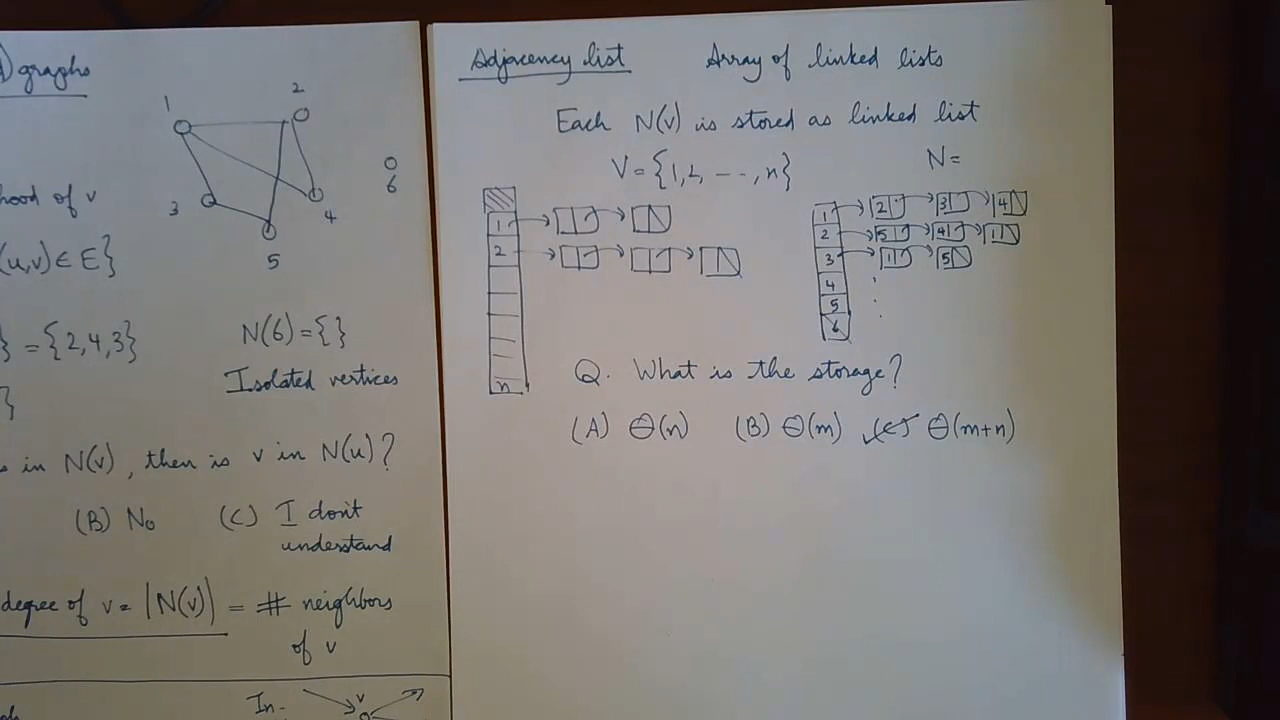 ) graphs
1
2
3
4
5
6
hood of v
(u,v) ∈ E}
} = {2,4,3}
N(6) = { }
}
Isolated vertices
in N(v), then is v in N(u)?
(B) No
(C) I don't
understand
degree of v = |N(v)| = # neighbors
of v
In-
v
Adjacency list
Array of linked lists
Each N(v) is stored as linked list
V = {1,2, ---, n}
N =
1
2
n
1 2 3 4
2 5 4 1
3 1 5
4
5
6
Q. What is the storage?
(A) Θ(n) (B) Θ(m) (C) Θ(m+n)